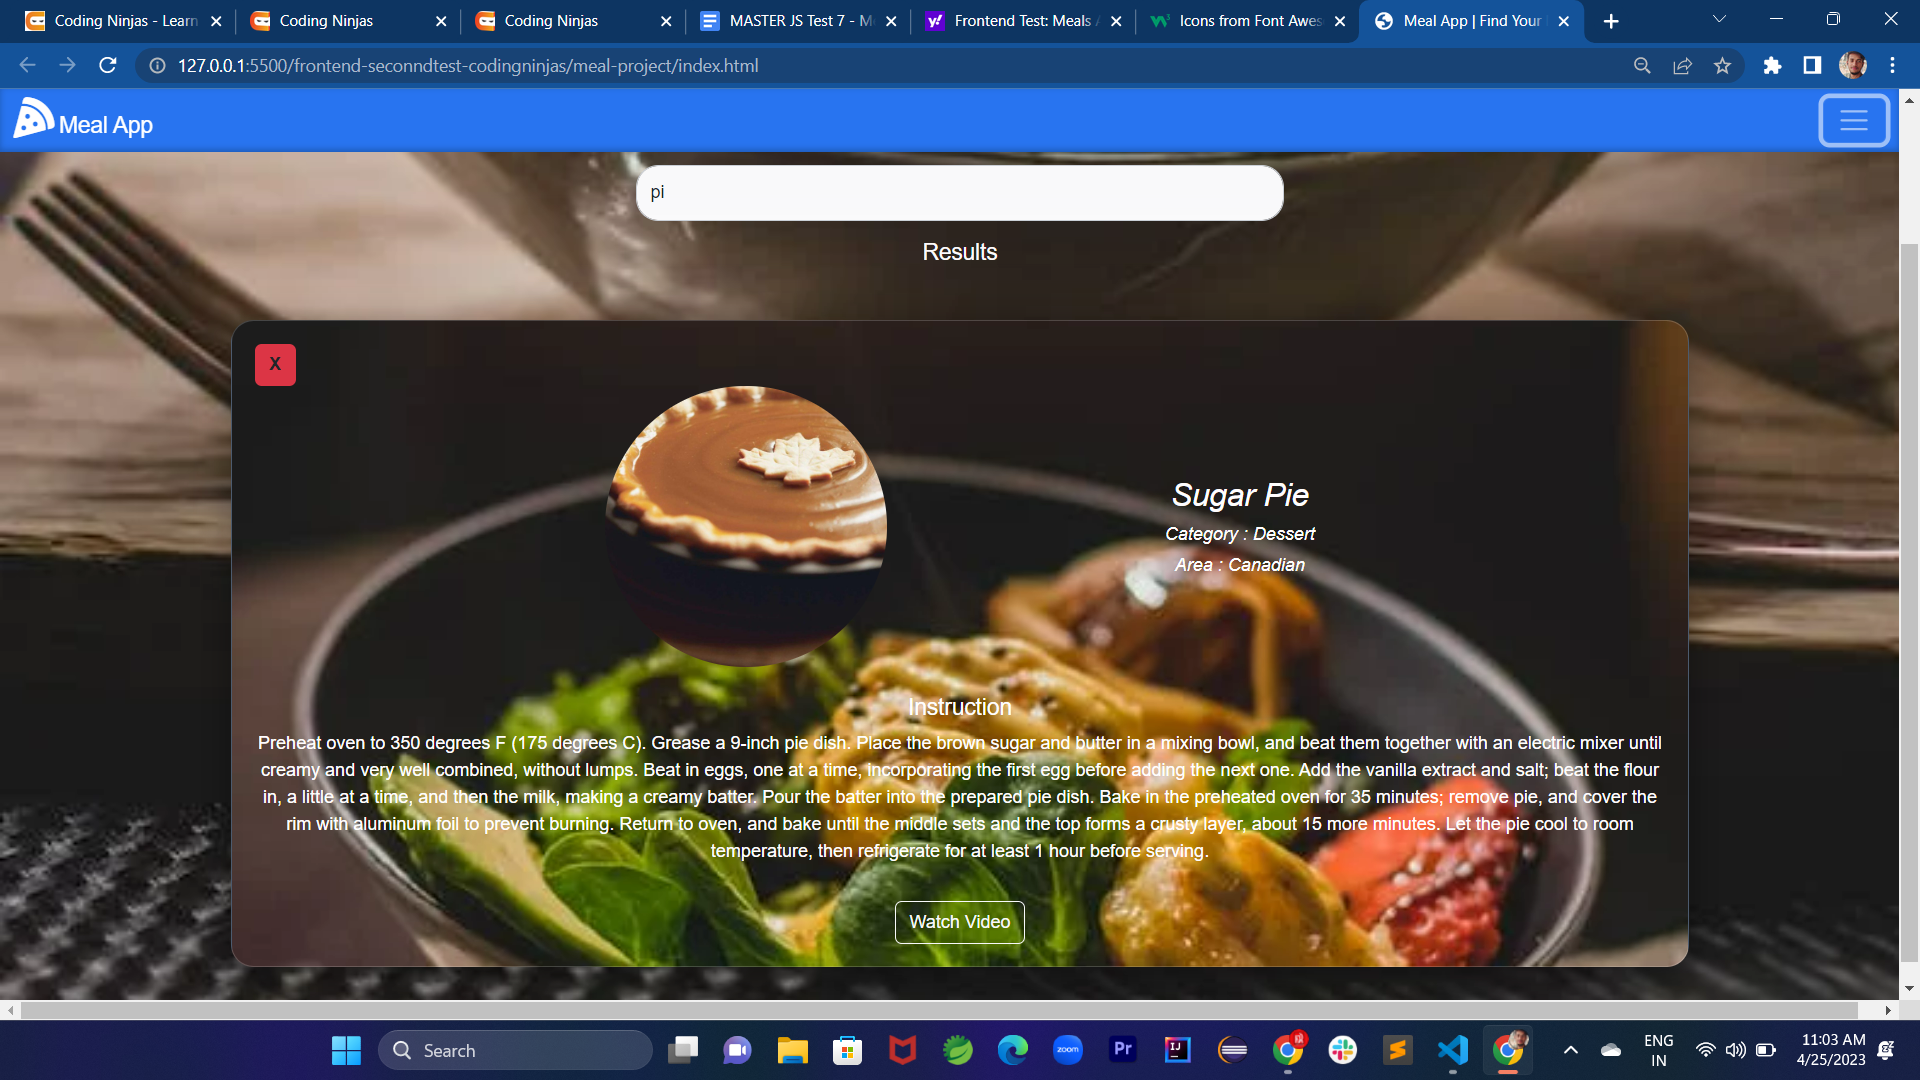 Coding Ninjas - Learn
Coding Ninjas
Coding Ninjas
MASTER JS Test 7 - M
Frontend Test: Meals
Icons from Font Awes
Meal App | Find Your
127.0.0.1:5500/frontend-seconndtest-codingninjas/meal-project/index.html
Meal App
pi
Results
X
Sugar Pie
Category : Dessert
Area : Canadian
Instruction
Preheat oven to 350 degrees F (175 degrees C). Grease a 9-inch pie dish. Place the brown sugar and butter in a mixing bowl, and beat them together with an electric mixer until
creamy and very well combined, without lumps. Beat in eggs, one at a time, incorporating the first egg before adding the next one. Add the vanilla extract and salt; beat the flour
in, a little at a time, and then the milk, making a creamy batter. Pour the batter into the prepared pie dish. Bake in the preheated oven for 35 minutes; remove pie, and cover the
rim with aluminum foil to prevent burning. Return to oven, and bake until the middle sets and the top forms a crusty layer, about 15 more minutes. Let the pie cool to room
temperature, then refrigerate for at least 1 hour before serving.
Watch Video
Search
zoom
Pr
IJ
ENG
IN
11:03 AM
4/25/2023